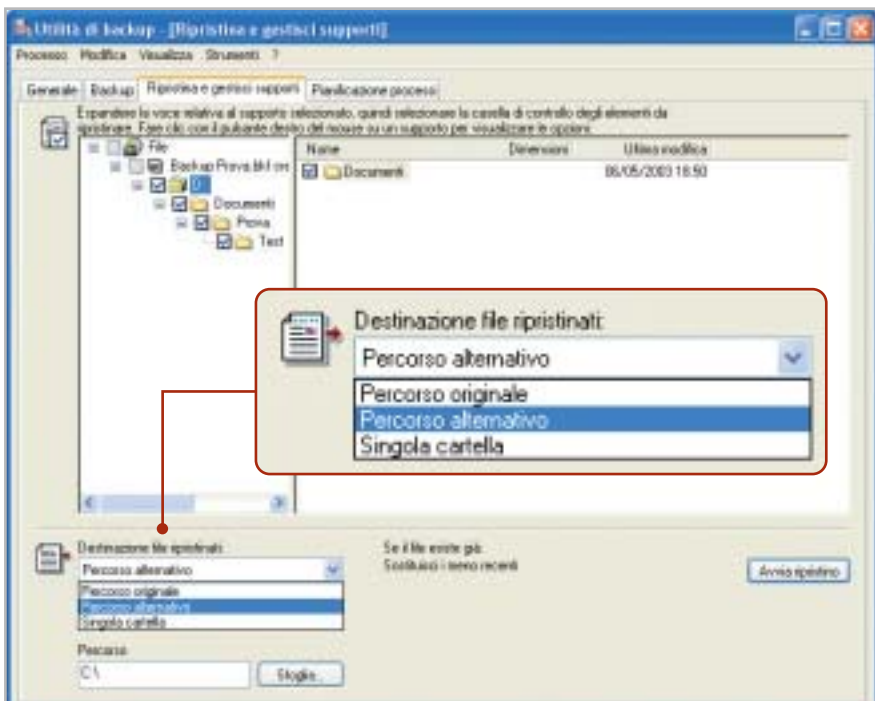 Utilità di backup - [Ripristina e gestisci supporti]
Processo Modifica Visualizza Strumenti ?
Generale Backup Ripristina e gestisci supporti Pianificazione processi
Espandere la voce relativa al supporto selezionato, quindi selezionare la casella di controllo degli elementi da
ripristinare. Fare clic con il pulsante destro del mouse su un supporto per visualizzare le opzioni
File
Backup Prova.bkf
D:
Documenti
Prova
Test
Nome Dimensioni Ultima modifica
Documenti 06/05/2003 18.50
Destinazione file ripristinati:
Percorso alternativo
Percorso originale
Percorso alternativo
Singola cartella
Destinazione file ripristinati:
Percorso alternativo
Percorso originale
Percorso alternativo
Singola cartella
Se il file esiste già
Sostituisci i meno recenti
Avvia ripristino
Percorso
C:\
Sfoglia...